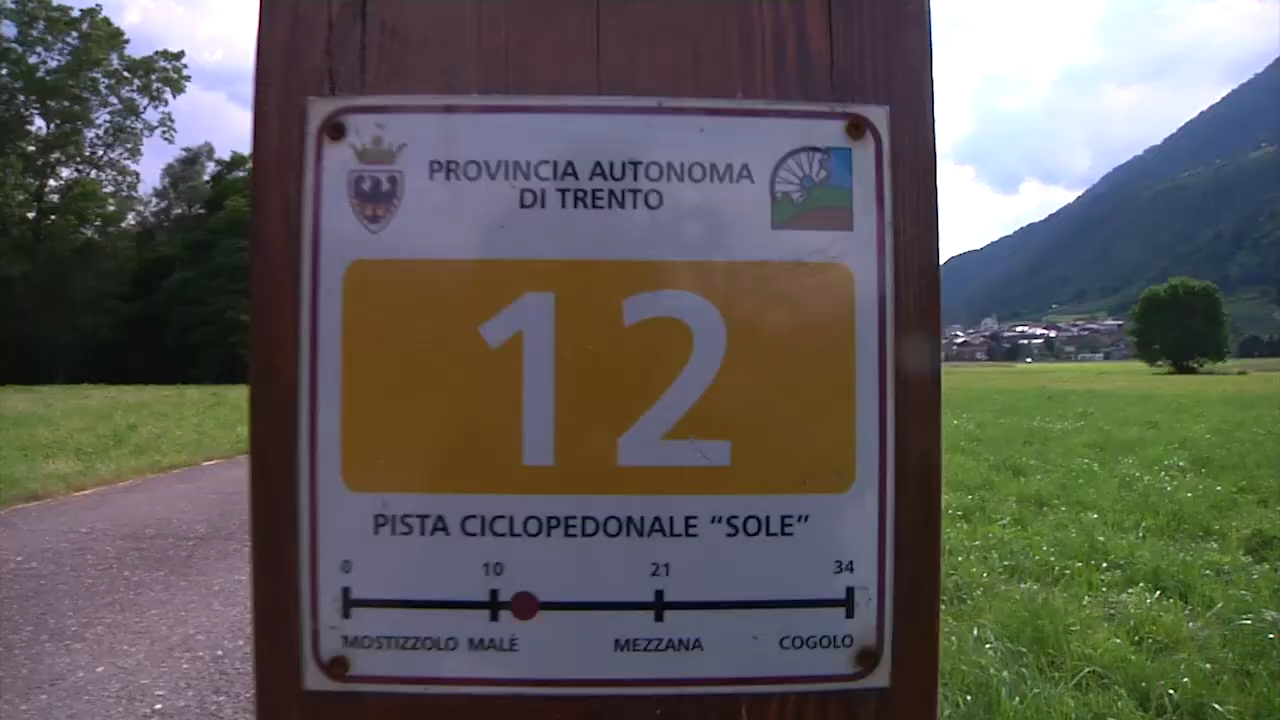 PROVINCIA AUTONOMA
DI TRENTO
12
PISTA CICLOPEDONALE “SOLE”
0 10 21 34
MOSTIZZOLO MALÈ MEZZANA COGOLO